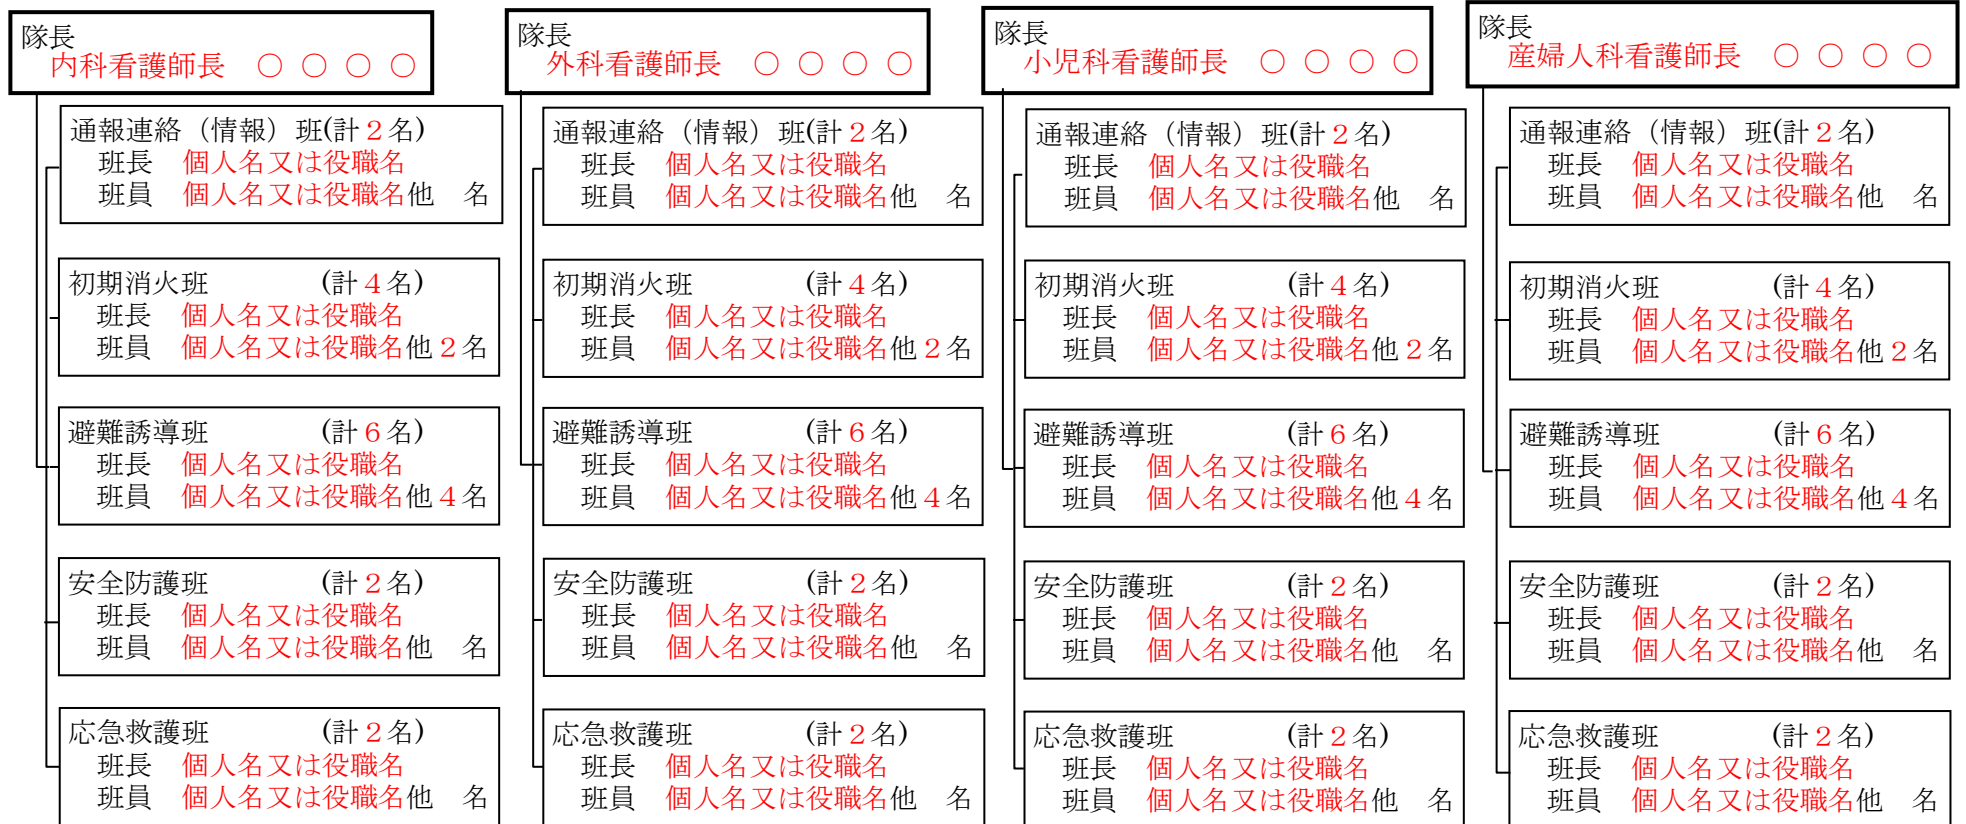 隊長
内科看護師長　〇 〇 〇 〇
通報連絡（情報）班(計２名)
班長　個人名又は役職名
班員　個人名又は役職名他　名
初期消火班　(計４名)
班長　個人名又は役職名
班員　個人名又は役職名他２名
避難誘導班　(計６名)
班長　個人名又は役職名
班員　個人名又は役職名他４名
安全防護班　(計２名)
班長　個人名又は役職名
班員　個人名又は役職名他　名
応急救護班　(計２名)
班長　個人名又は役職名
班員　個人名又は役職名他　名
隊長
外科看護師長　〇 〇 〇 〇
通報連絡（情報）班(計２名)
班長　個人名又は役職名
班員　個人名又は役職名他　名
初期消火班　(計４名)
班長　個人名又は役職名
班員　個人名又は役職名他２名
避難誘導班　(計６名)
班長　個人名又は役職名
班員　個人名又は役職名他４名
安全防護班　(計２名)
班長　個人名又は役職名
班員　個人名又は役職名他　名
応急救護班　(計２名)
班長　個人名又は役職名
班員　個人名又は役職名他　名
隊長
小児科看護師長　〇 〇 〇 〇
通報連絡（情報）班(計２名)
班長　個人名又は役職名
班員　個人名又は役職名他　名
初期消火班　(計４名)
班長　個人名又は役職名
班員　個人名又は役職名他２名
避難誘導班　(計６名)
班長　個人名又は役職名
班員　個人名又は役職名他４名
安全防護班　(計２名)
班長　個人名又は役職名
班員　個人名又は役職名他　名
応急救護班　(計２名)
班長　個人名又は役職名
班員　個人名又は役職名他　名
隊長
産婦人科看護師長　〇 〇 〇 〇
通報連絡（情報）班(計２名)
班長　個人名又は役職名
班員　個人名又は役職名他　名
初期消火班　(計４名)
班長　個人名又は役職名
班員　個人名又は役職名他２名
避難誘導班　(計６名)
班長　個人名又は役職名
班員　個人名又は役職名他４名
安全防護班　(計２名)
班長　個人名又は役職名
班員　個人名又は役職名他　名
応急救護班　(計２名)
班長　個人名又は役職名
班員　個人名又は役職名他　名